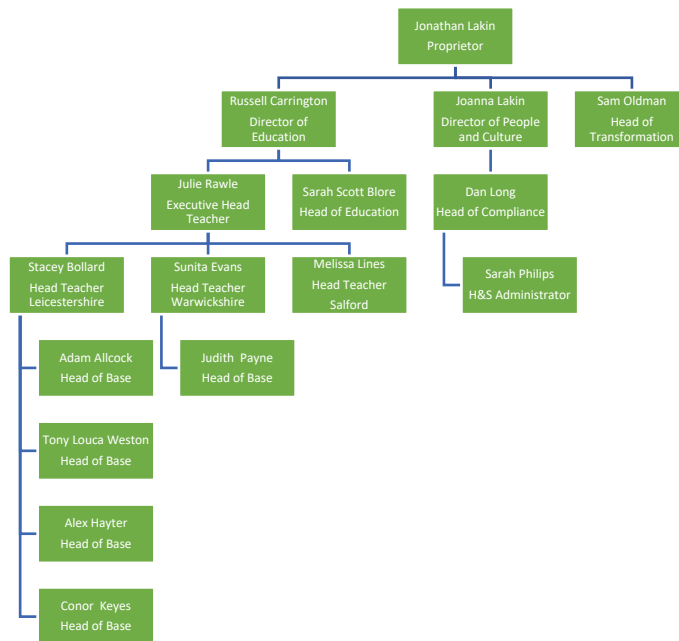 Jonathan Lakin
Proprietor
Russell Carrington
Director of
Education
Joanna Lakin
Director of People
and Culture
Sam Oldman
Head of
Transformation
Julie Rawle
Executive Head
Teacher
Sarah Scott Blore
Head of Education
Dan Long
Head of Compliance
Stacey Bollard
Head Teacher
Leicestershire
Sunita Evans
Head Teacher
Warwickshire
Melissa Lines
Head Teacher
Salford
Sarah Philips
H&S Administrator
Adam Allcock
Head of Base
Judith Payne
Head of Base
Tony Louca Weston
Head of Base
Alex Hayter
Head of Base
Conor Keyes
Head of Base